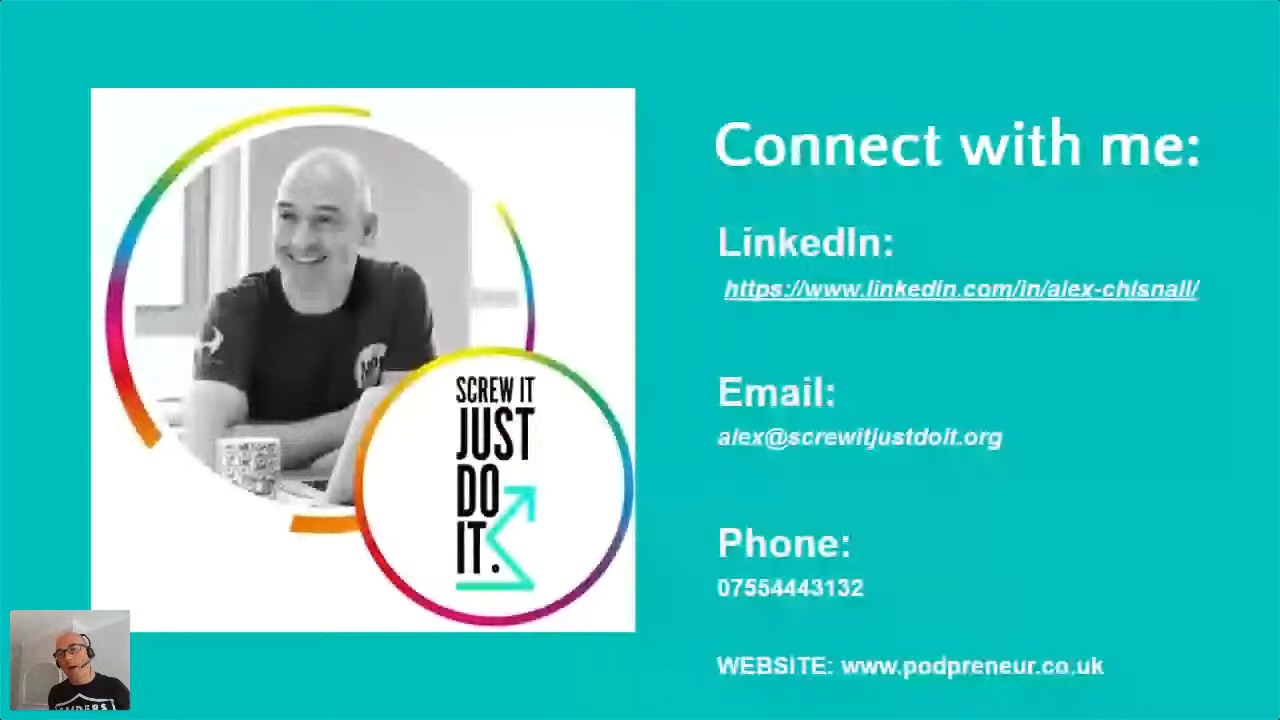 Connect with me:
LinkedIn:
https://www.linkedin.com/in/alex-chisnall/
Email:
alex@screwitjustdoit.org
Phone:
07554443132
WEBSITE: www.podpreneur.co.uk
SCREW IT
JUST
DO
IT.